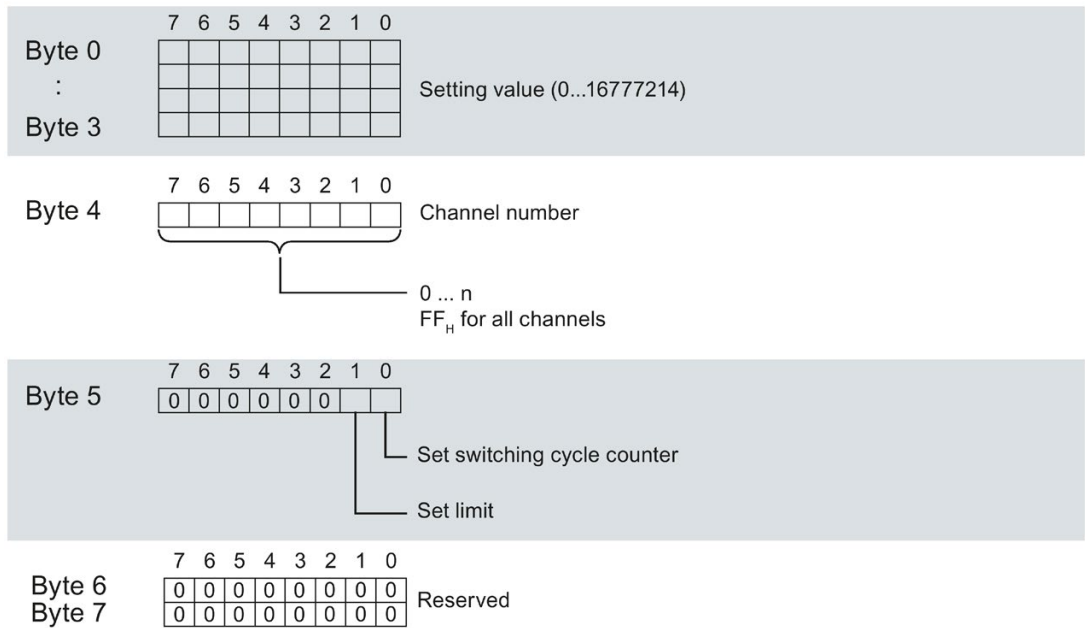 7 6 5 4 3 2 1 0
Byte 0
:
Byte 3
Setting value (0...16777214)
7 6 5 4 3 2 1 0
Byte 4
Channel number
0 ... n
FFH for all channels
7 6 5 4 3 2 1 0
Byte 5
0 0 0 0 0 0
Set switching cycle counter
Set limit
7 6 5 4 3 2 1 0
Byte 6
0 0 0 0 0 0 0 0
Byte 7
0 0 0 0 0 0 0 0
Reserved